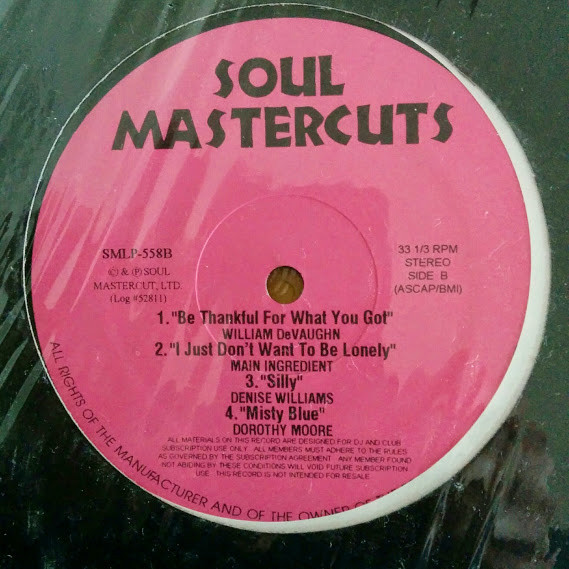 SOUL
MASTERCUTS
SMLP-558B
© & ℗ SOUL
MASTERCUT, LTD.
(Log #52811)
33 1/3 RPM
STEREO
SIDE B
(ASCAP/BMI)
1."Be Thankful For What You Got"
WILLIAM DeVAUGHN
2."I Just Don't Want To Be Lonely"
MAIN INGREDIENT
3."Silly"
DENISE WILLIAMS
4."Misty Blue"
DOROTHY MOORE
ALL MATERIALS ON THIS RECORD ARE DESIGNED FOR DJ AND CLUB
SUBSCRIPTION USE ONLY. ALL MEMBERS MUST ADHERE TO THE RULES
AS GOVERNED BY THE SUBSCRIPTION AGREEMENT. ANY MEMBER FOUND
NOT ABIDING BY THESE CONDITIONS WILL VOID FUTURE SUBSCRIPTION
USE. THIS RECORD IS NOT INTENDED FOR RESALE
ALL RIGHTS OF THE MANUFACTURER AND OF THE OWNER OF